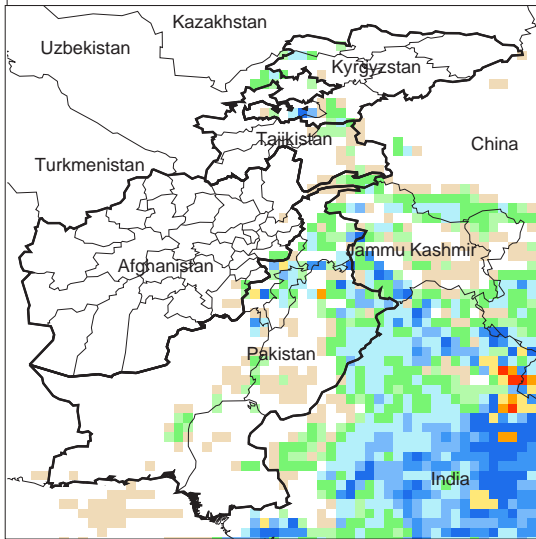 Kazakhstan
Uzbekistan
Kyrgyzstan
China
Tajikistan
Turkmenistan
Jammu Kashmir
Afghanistan
Pakistan
India